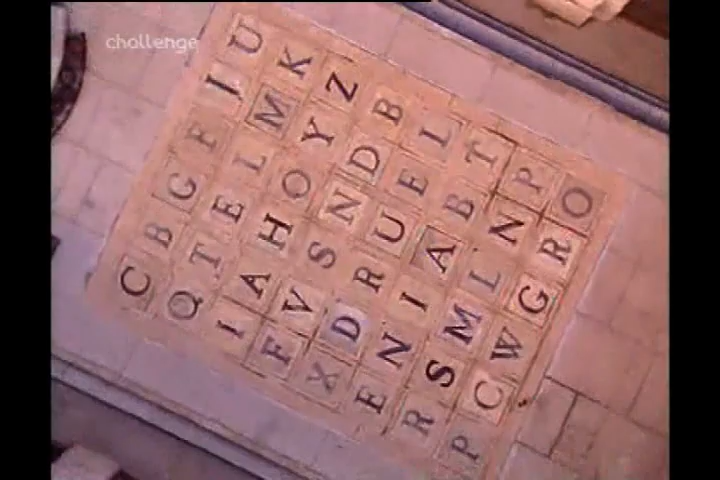 challenge
U K Z B I T P O
J M Y D E B N R
F L O N U A L G
G E H S R I M W
B T A V D N S C
C Q I F X E R P